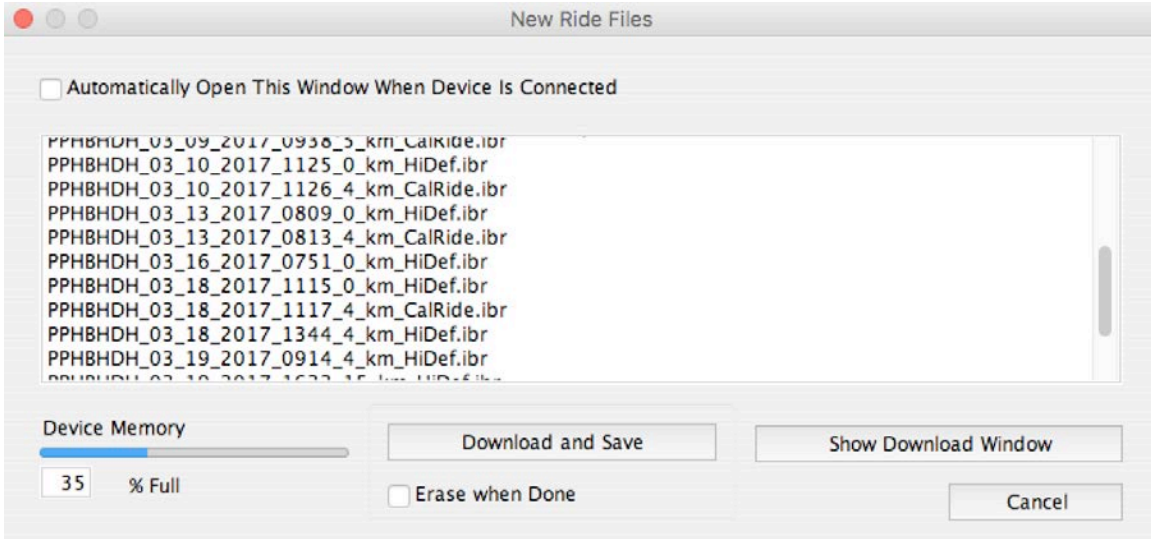 New Ride Files
Automatically Open This Window When Device Is Connected
PPHBHDH_03_09_2017_0938_5_km_CalRide.ibr
PPHBHDH_03_10_2017_1125_0_km_HiDef.ibr
PPHBHDH_03_10_2017_1126_4_km_CalRide.ibr
PPHBHDH_03_13_2017_0809_0_km_HiDef.ibr
PPHBHDH_03_13_2017_0813_4_km_CalRide.ibr
PPHBHDH_03_16_2017_0751_0_km_HiDef.ibr
PPHBHDH_03_18_2017_1115_0_km_HiDef.ibr
PPHBHDH_03_18_2017_1117_4_km_CalRide.ibr
PPHBHDH_03_18_2017_1344_4_km_HiDef.ibr
PPHBHDH_03_19_2017_0914_4_km_HiDef.ibr
Device Memory
35 % Full
Download and Save
Erase when Done
Show Download Window
Cancel